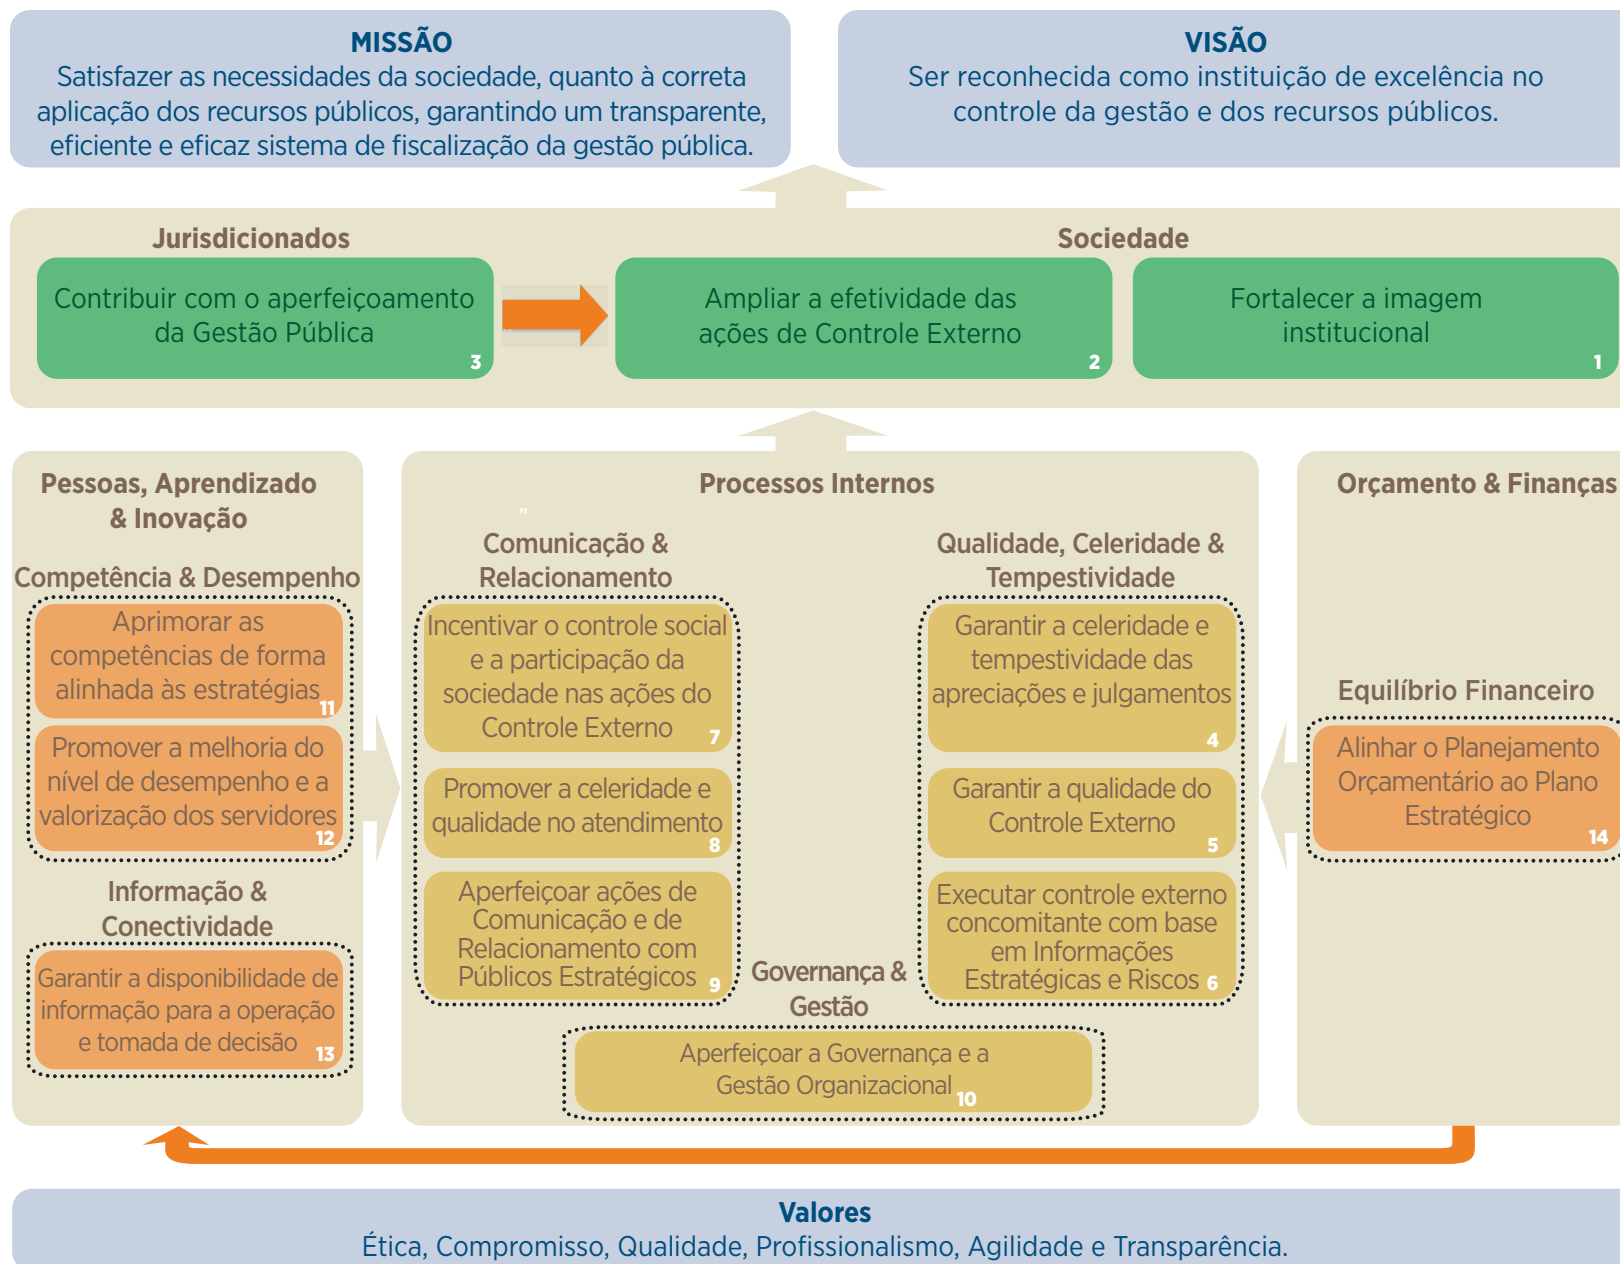 MISSÃO
Satisfazer as necessidades da sociedade, quanto à correta
aplicação dos recursos públicos, garantindo um transparente,
eficiente e eficaz sistema de fiscalização da gestão pública.
VISÃO
Ser reconhecida como instituição de excelência no
controle da gestão e dos recursos públicos.
Jurisdicionados
Contribuir com o aperfeiçoamento
da Gestão Pública
3
Sociedade
Ampliar a efetividade das
ações de Controle Externo
2
Fortalecer a imagem
institucional
1
Pessoas, Aprendizado
& Inovação
Competência & Desempenho
Aprimorar as
competências de forma
alinhada às estratégias
11
Promover a melhoria do
nível de desempenho e a
valorização dos servidores
12
Informação &
Conectividade
Garantir a disponibilidade de
informação para a operação
e tomada de decisão
13
Processos Internos
"
Comunicação &
Relacionamento
Incentivar o controle social
e a participação da
sociedade nas ações do
Controle Externo
7
Promover a celeridade e
qualidade no atendimento
8
Aperfeiçoar ações de
Comunicação e de
Relacionamento com
Públicos Estratégicos
9
Qualidade, Celeridade &
Tempestividade
Garantir a celeridade e
tempestividade das
apreciações e julgamentos
4
Garantir a qualidade do
Controle Externo
5
Executar controle externo
concomitante com base
em Informações
Estratégicas e Riscos
6
Governança &
Gestão
Aperfeiçoar a Governança e a
Gestão Organizacional
10
Orçamento & Finanças
Equilíbrio Financeiro
Alinhar o Planejamento
Orçamentário ao Plano
Estratégico
14
Valores
Ética, Compromisso, Qualidade, Profissionalismo, Agilidade e Transparência.